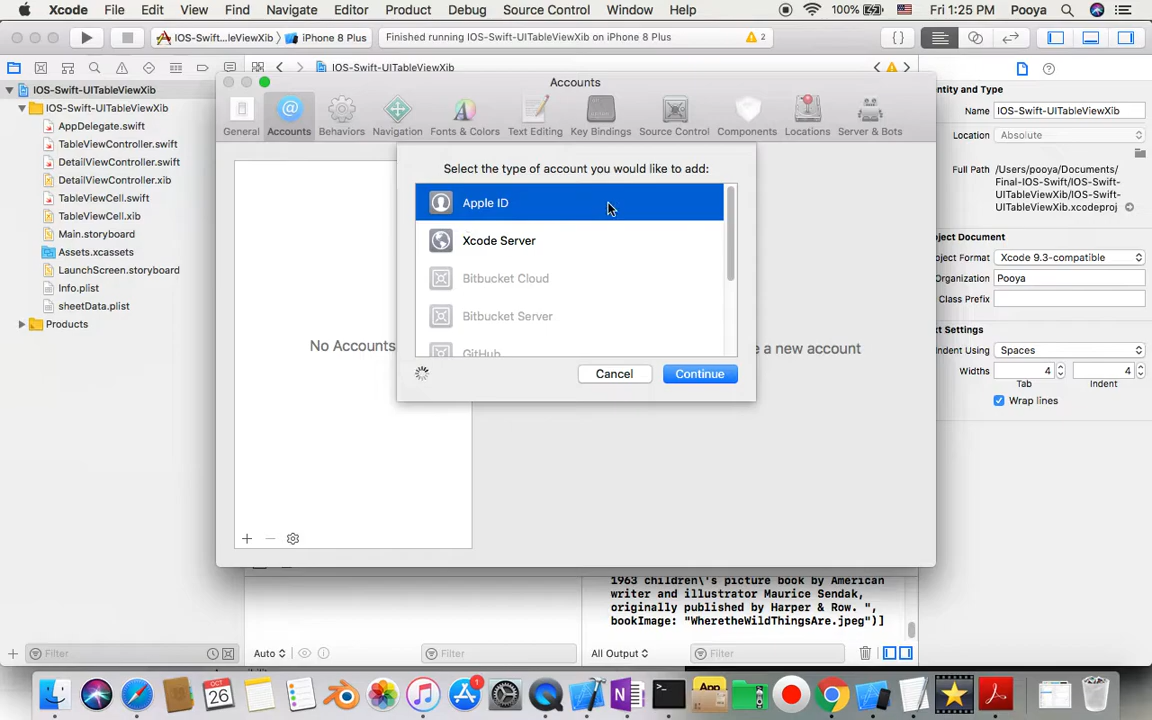 Xcode File Edit View Find Navigate Editor Product Debug Source Control Window Help 100% Fri 1:25 PM Pooya
IOS-Swift...leViewXib iPhone 8 Plus Finished running IOS-Swift-UITableViewXib on iPhone 8 Plus 2
IOS-Swift-UITableViewXib
IOS-Swift-UITableViewXib
IOS-Swift-UITableViewXib
AppDelegate.swift
TableViewController.swift
DetailViewController.swift
DetailViewController.xib
TableViewCell.swift
TableViewCell.xib
Main.storyboard
Assets.xcassets
LaunchScreen.storyboard
Info.plist
sheetData.plist
Products
Accounts
General Accounts Behaviors Navigation Fonts & Colors Text Editing Key Bindings Source Control Components Locations Server & Bots
Select the type of account you would like to add:
Apple ID
Xcode Server
Bitbucket Cloud
Bitbucket Server
GitHub
Cancel Continue
No Accounts
e a new account
entity and Type
Name IOS-Swift-UITableViewXib
Location Absolute
Full Path /Users/pooya/Documents/
Final-IOS-Swift/IOS-Swift-
UITableViewXib/IOS-Swift-
UITableViewXib.xcodeproj
oject Document
oject Format Xcode 9.3-compatible
Organization Pooya
Class Prefix
xt Settings
ndent Using Spaces
Widths 4 4
Tab Indent
Wrap lines
1963 children\'s picture book by American
writer and illustrator Maurice Sendak,
originally published by Harper & Row. ",
bookImage: "WheretheWildThingsAre.jpeg")]
Filter Auto Filter All Output Filter
OCT
26
1
App